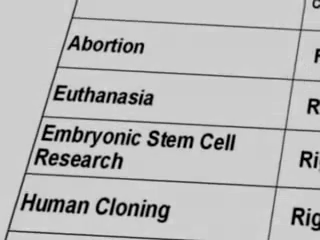 Abortion
Euthanasia
Embryonic Stem Cell
Research
Human Cloning